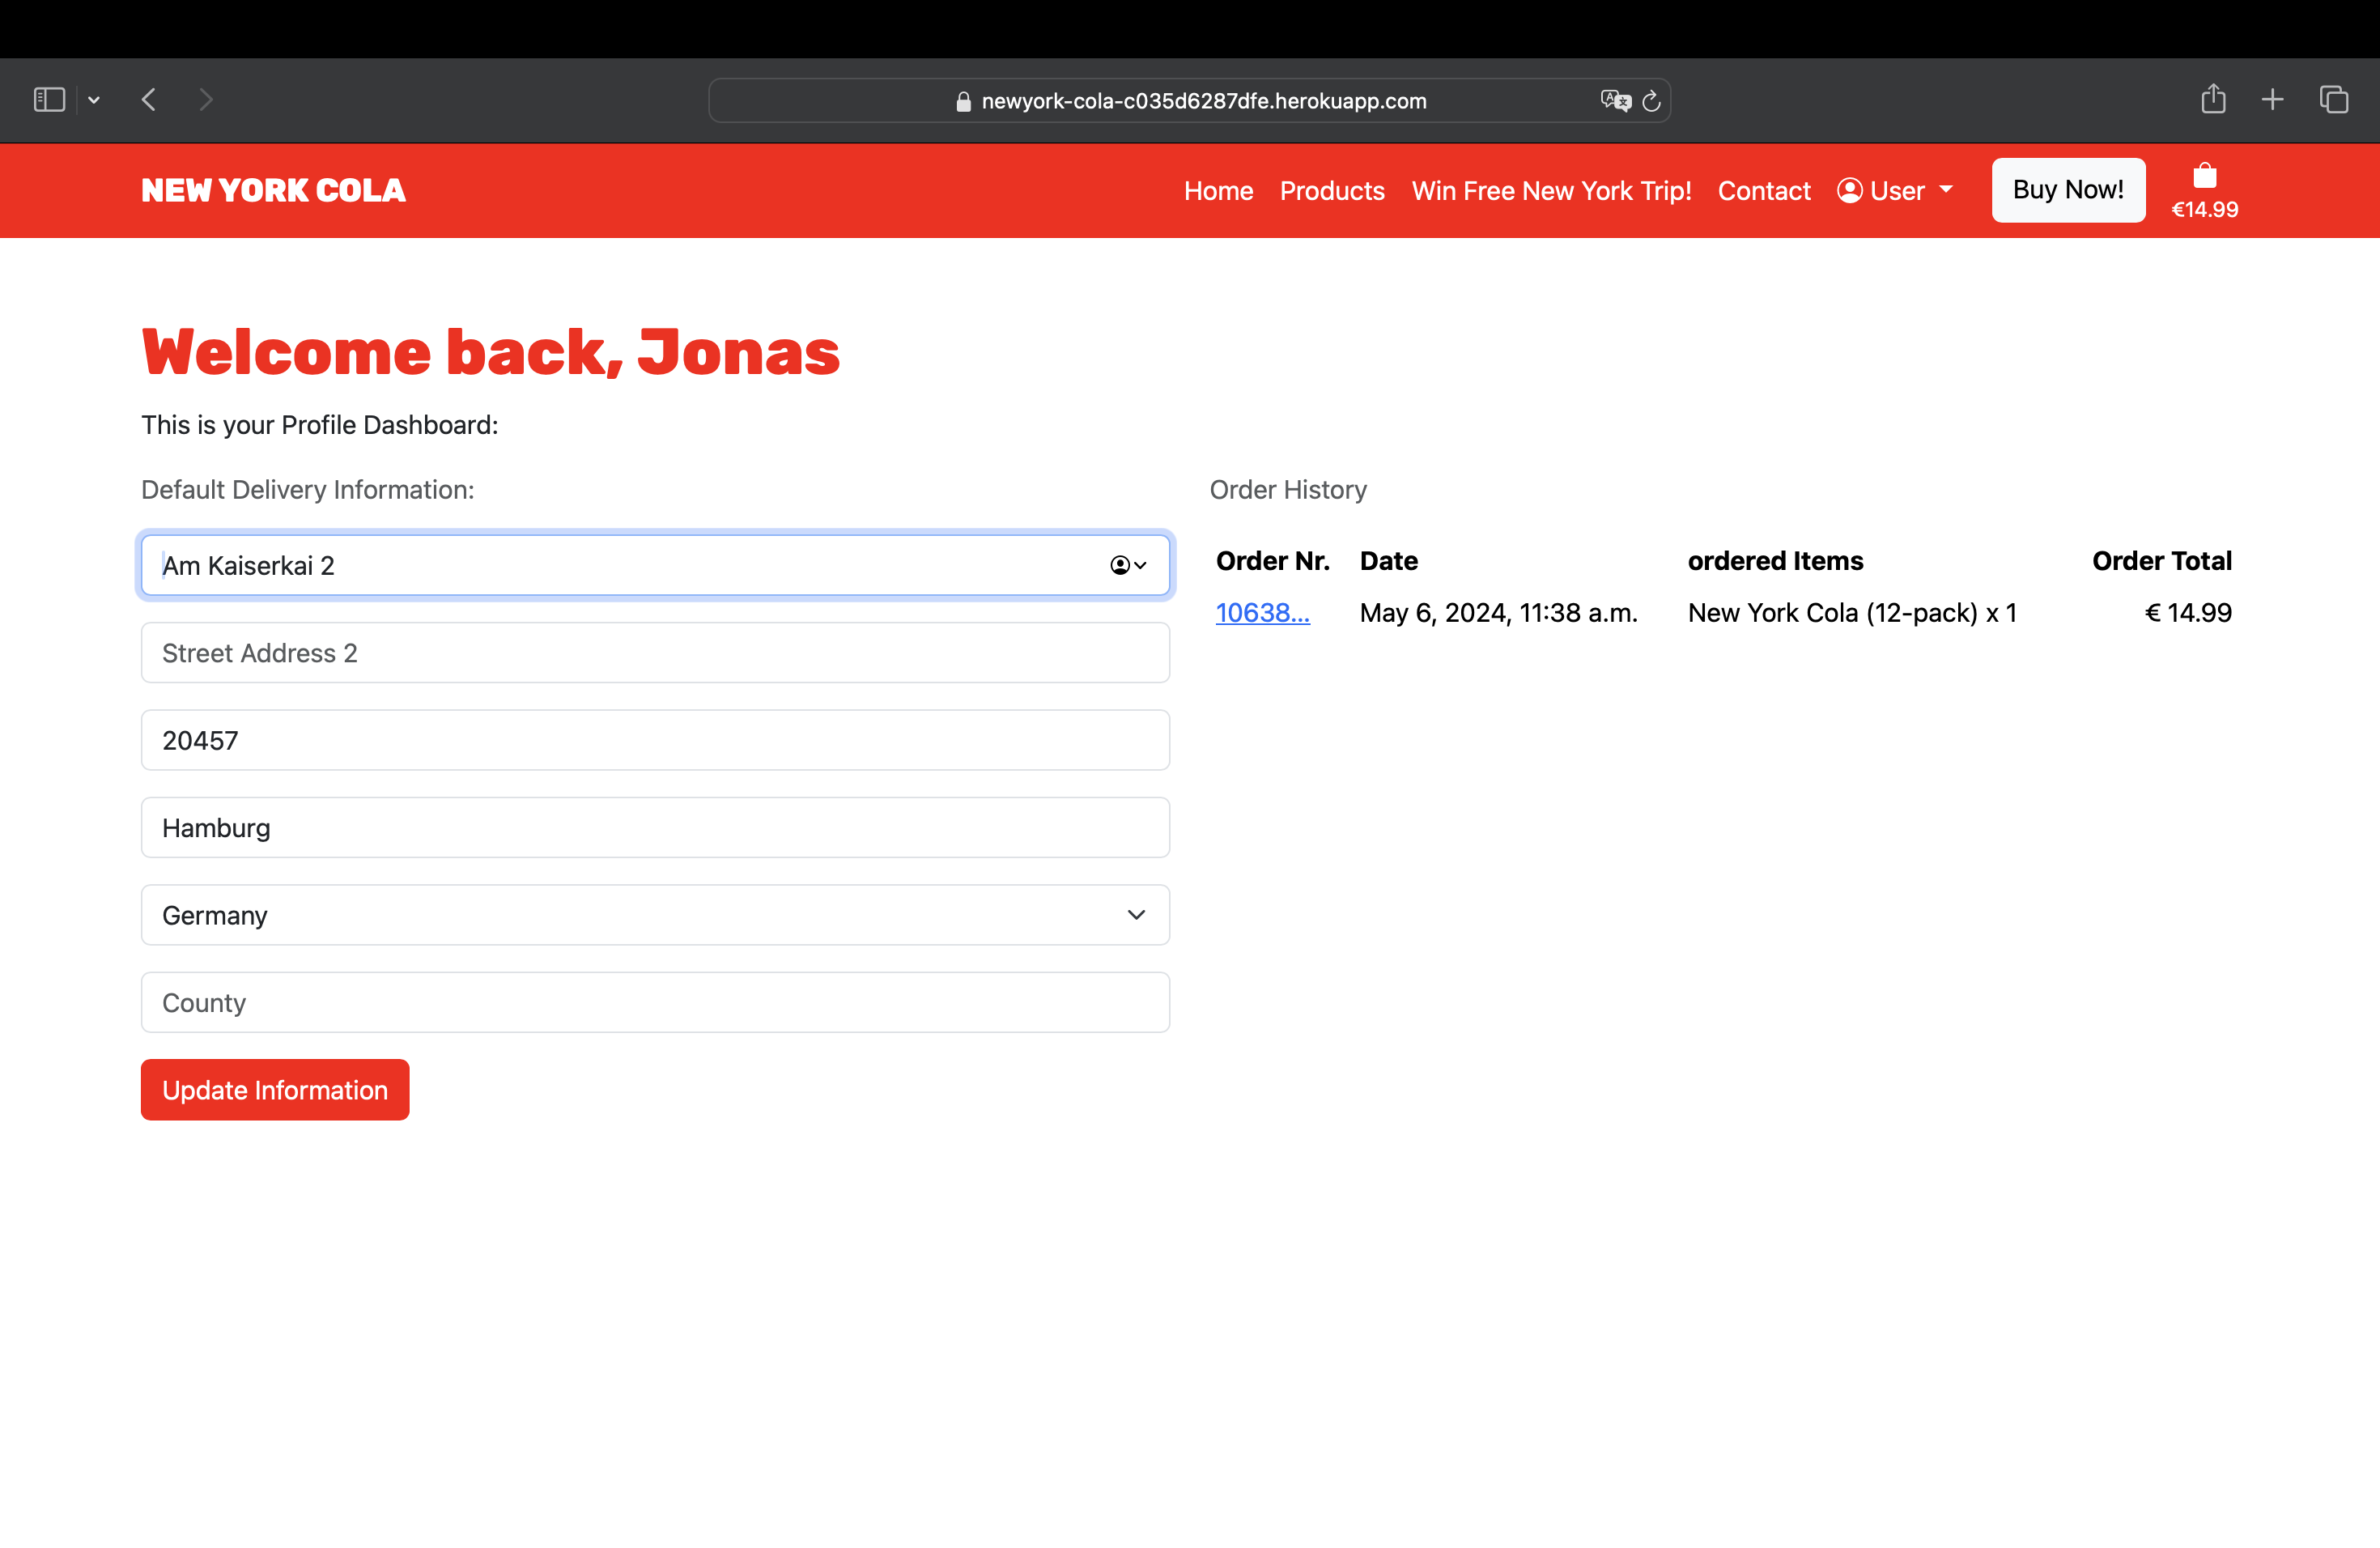 newyork-cola-c035d6287dfe.herokuapp.com
NEW YORK COLA
Home Products Win Free New York Trip! Contact User Buy Now! €14.99
Welcome back, Jonas
This is your Profile Dashboard:
Default Delivery Information:
Am Kaiserkai 2
Street Address 2
20457
Hamburg
Germany
County
Update Information
Order History
Order Nr. Date ordered Items Order Total
10638... May 6, 2024, 11:38 a.m. New York Cola (12-pack) x 1 € 14.99